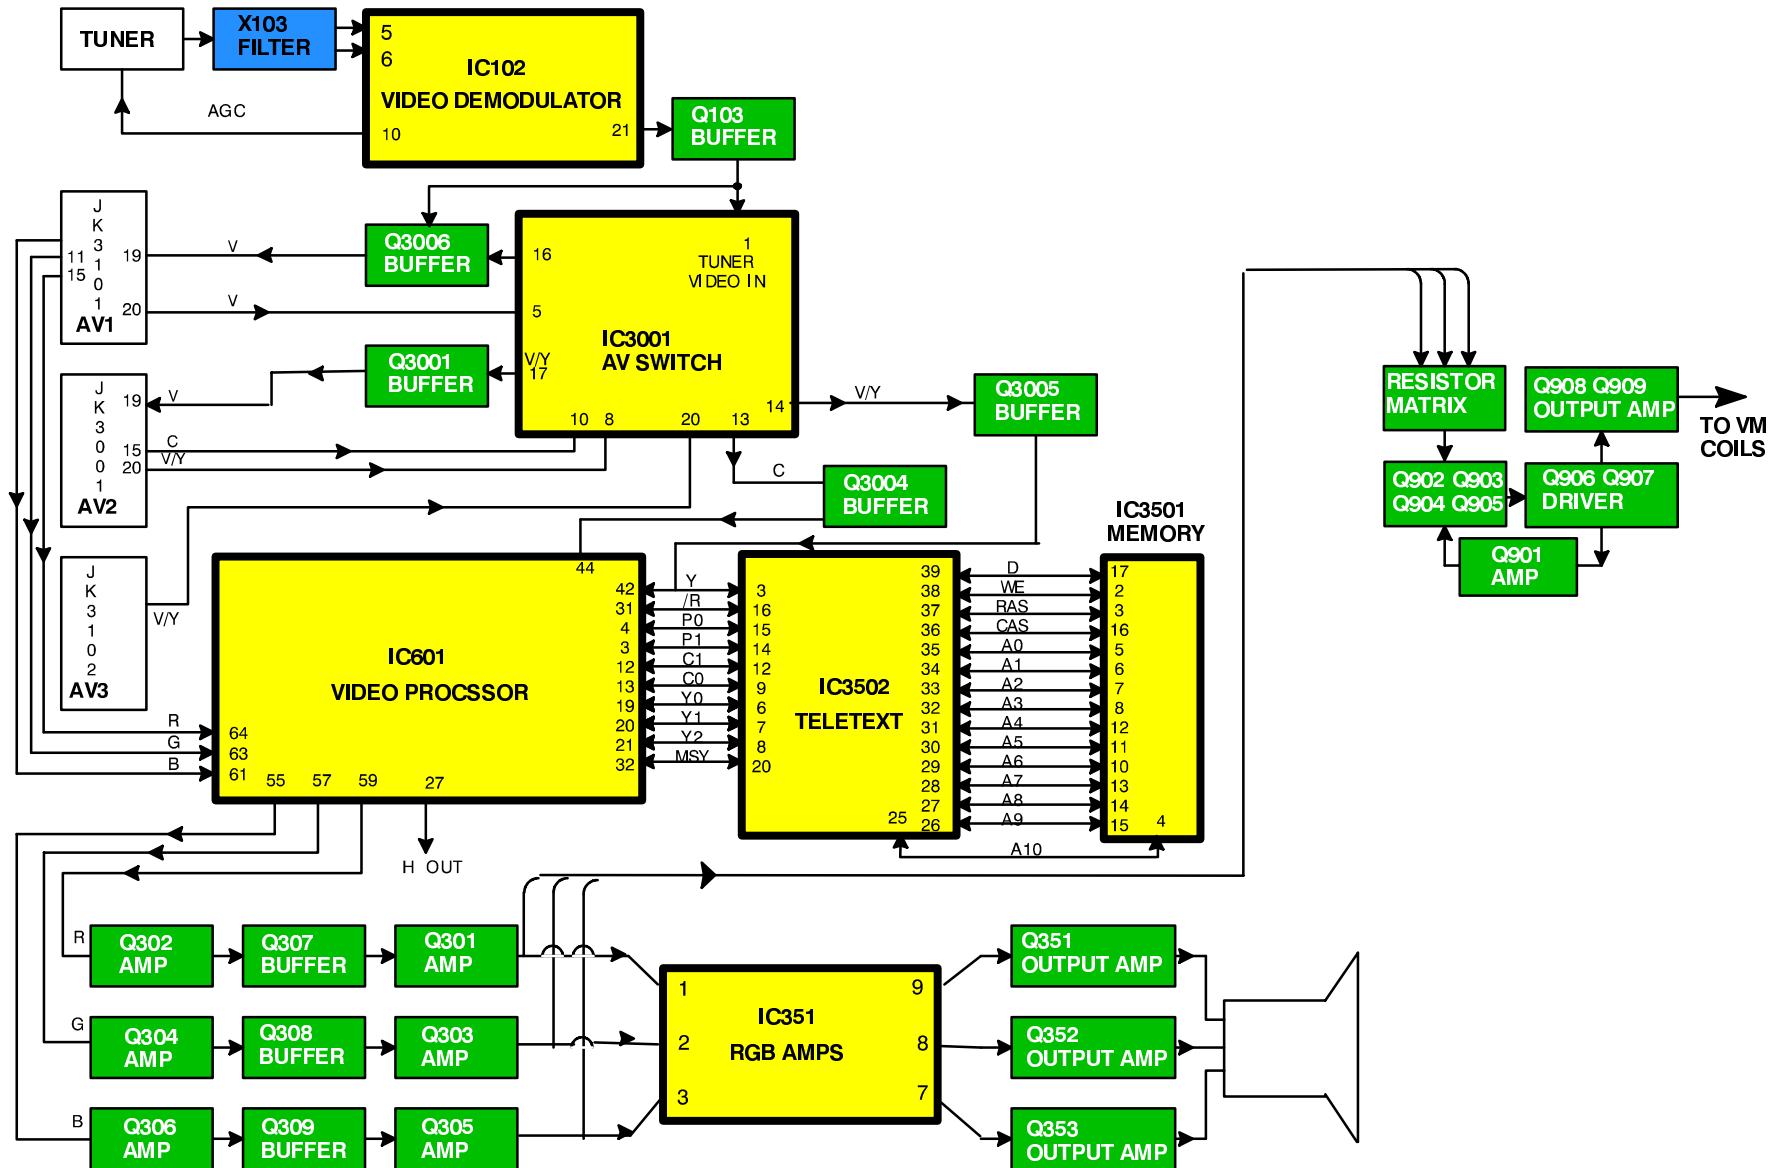 TUNER
X103
FILTER
5
6
IC102
VIDEO DEMODULATOR
10
21
AGC
Q103
BUFFER
J
K
3
1
0
1
AV1
11
15
19
20
V
V
Q3006
BUFFER
16
1
TUNER
VIDEO IN
5
IC3001
AV SWITCH
V/Y
17
14
10
8
20
13
Q3001
BUFFER
V
J
K
3
0
0
1
AV2
19
15
20
C
V/Y
V/Y
Q3005
BUFFER
C
Q3004
BUFFER
J
K
3
1
0
2
AV3
V/Y
RESISTOR
MATRIX
Q908 Q909
OUTPUT AMP
TO VM
COILS
Q902 Q903
Q904 Q905
Q906 Q907
DRIVER
Q901
AMP
IC3501
MEMORY
44
42
31
4
3
12
13
19
20
21
32
IC601
VIDEO PROCSSOR
64
63
61
55
57
59
27
R
G
B
H OUT
Y
/R
P0
P1
C1
C0
Y0
Y1
Y2
MSY
3
16
15
14
12
9
6
7
8
20
IC3502
TELETEXT
39
38
37
36
35
34
33
32
31
30
29
28
27
26
25
D
WE
RAS
CAS
A0
A1
A2
A3
A4
A5
A6
A7
A8
A9
A10
17
2
3
16
5
6
7
8
12
11
10
13
14
15
4
R
Q302
AMP
Q307
BUFFER
Q301
AMP
G
Q304
AMP
Q308
BUFFER
Q303
AMP
B
Q306
AMP
Q309
BUFFER
Q305
AMP
1
2
3
IC351
RGB AMPS
9
8
7
Q351
OUTPUT AMP
Q352
OUTPUT AMP
Q353
OUTPUT AMP